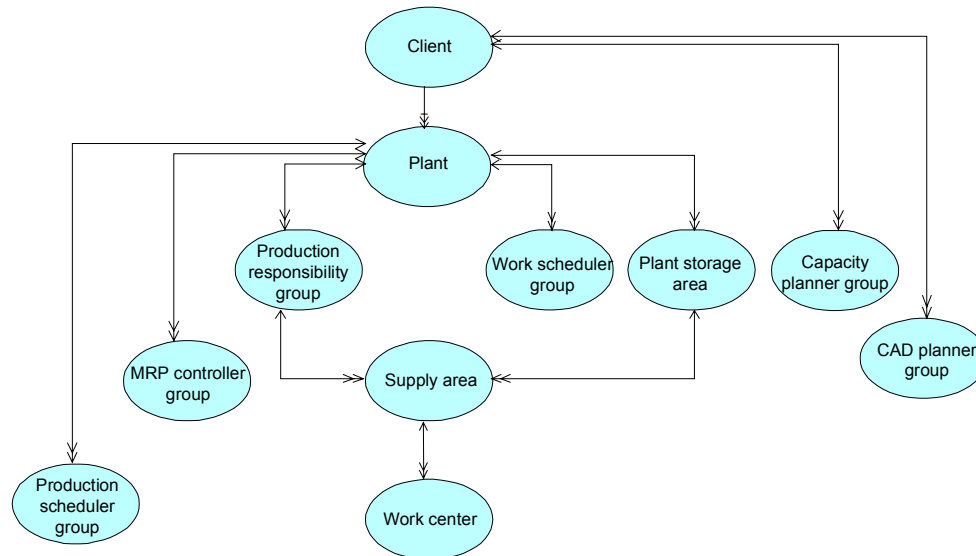 Client
Plant
Production
responsibility
group
Work scheduler
group
Plant storage
area
Capacity
planner group
MRP controller
group
Supply area
CAD planner
group
Production
scheduler
group
Work center